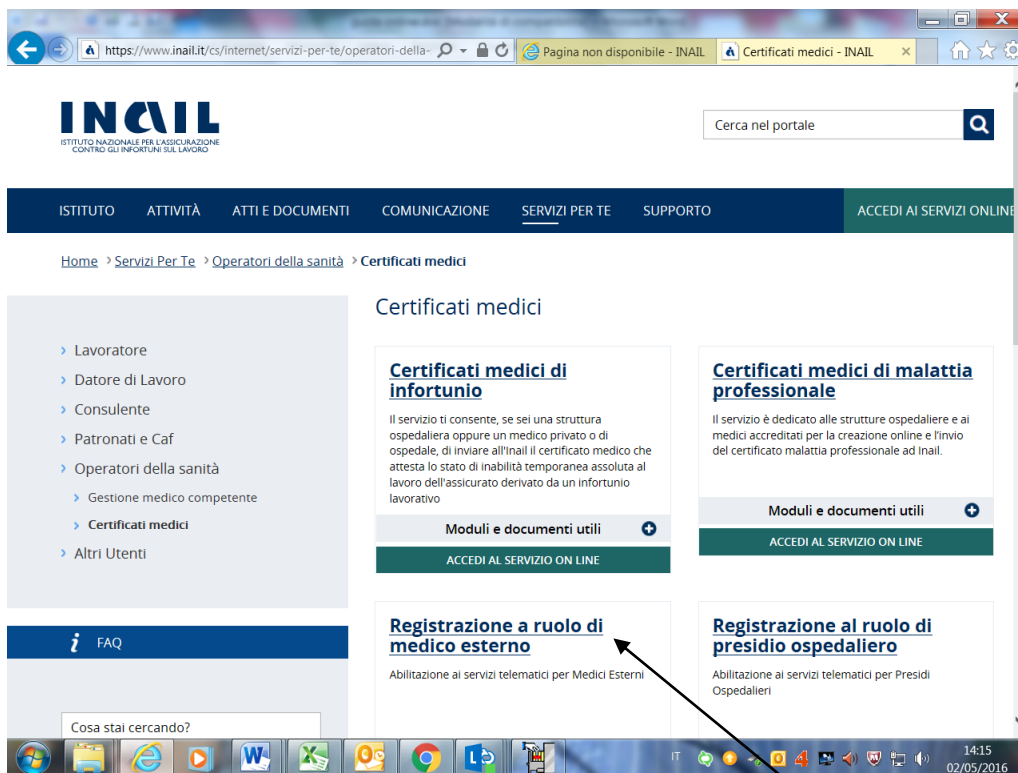 https://www.inail.it/cs/internet/servizi-per-te/operatori-della-
Pagina non disponibile - INAIL
Certificati medici - INAIL
INAIL
ISTITUTO NAZIONALE PER L'ASSICURAZIONE
CONTRO GLI INFORTUNI SUL LAVORO
Cerca nel portale
ISTITUTO ATTIVITÀ ATTI E DOCUMENTI COMUNICAZIONE SERVIZI PER TE SUPPORTO ACCEDI AI SERVIZI ONLINE
Home > Servizi Per Te > Operatori della sanità > Certificati medici
Certificati medici
> Lavoratore
> Datore di Lavoro
> Consulente
> Patronati e Caf
> Operatori della sanità
> Gestione medico competente
> Certificati medici
> Altri Utenti
i FAQ
Cosa stai cercando?
Certificati medici di
infortunio
Il servizio ti consente, se sei una struttura
ospedaliera oppure un medico privato o di
ospedale, di inviare all'Inail il certificato medico che
attesta lo stato di inabilità temporanea assoluta al
lavoro dell'assicurato derivato da un infortunio
lavorativo
Moduli e documenti utili
ACCEDI AL SERVIZIO ON LINE
Certificati medici di malattia
professionale
Il servizio è dedicato alle strutture ospedaliere e ai
medici accreditati per la creazione online e l'invio
del certificato malattia professionale ad Inail.
Moduli e documenti utili
ACCEDI AL SERVIZIO ON LINE
Registrazione a ruolo di
medico esterno
Abilitazione ai servizi telematici per Medici Esterni
Registrazione al ruolo di
presidio ospedaliero
Abilitazione ai servizi telematici per Presidi
Ospedalieri
IT
14:15
02/05/2016